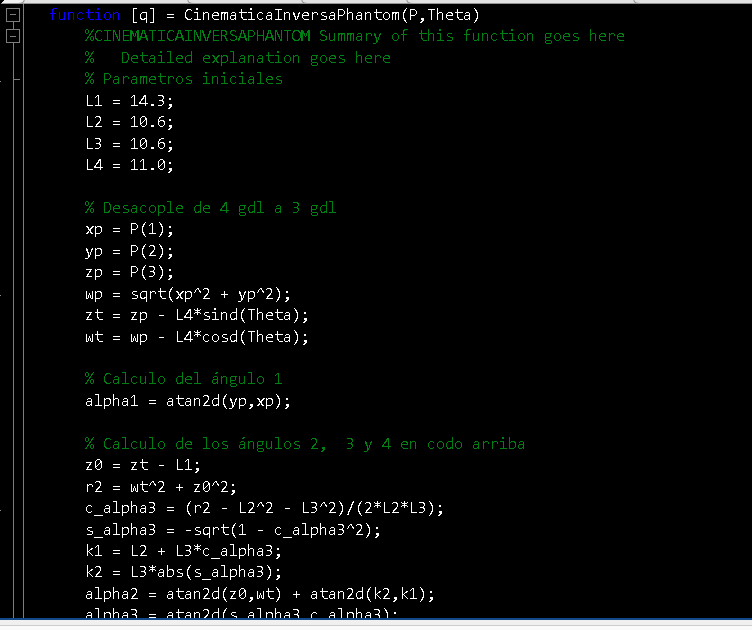 function [q] = CinematicaInversaPhantom(P,Theta)
%CINEMATICAINVERSAPHANTOM Summary of this function goes here
%   Detailed explanation goes here
% Parametros iniciales
L1 = 14.3;
L2 = 10.6;
L3 = 10.6;
L4 = 11.0;
% Desacople de 4 gdl a 3 gdl
xp = P(1);
yp = P(2);
zp = P(3);
wp = sqrt(xp^2 + yp^2);
zt = zp - L4*sind(Theta);
wt = wp - L4*cosd(Theta);
% Calculo del ángulo 1
alpha1 = atan2d(yp,xp);
% Calculo de los ángulos 2,  3 y 4 en codo arriba
z0 = zt - L1;
r2 = wt^2 + z0^2;
c_alpha3 = (r2 - L2^2 - L3^2)/(2*L2*L3);
s_alpha3 = -sqrt(1 - c_alpha3^2);
k1 = L2 + L3*c_alpha3;
k2 = L3*abs(s_alpha3);
alpha2 = atan2d(z0,wt) + atan2d(k2,k1);
alpha3 = atan2d(s_alpha3,c_alpha3);